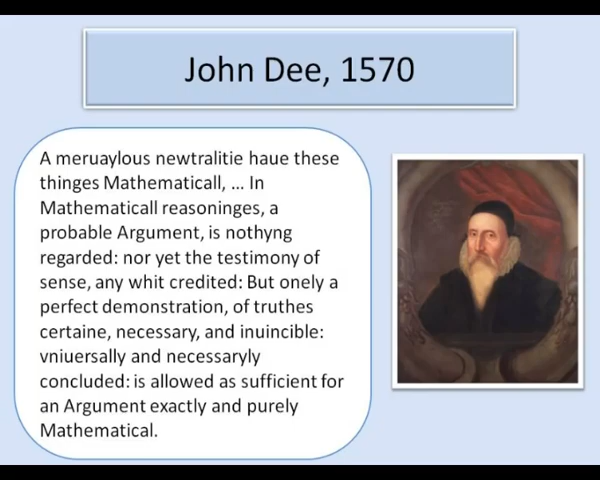 John Dee, 1570
A meruaylous newtralitie haue these
thinges Mathematicall, ... In
Mathematicall reasoninges, a
probable Argument, is nothyng
regarded: nor yet the testimony of
sense, any whit credited: But onely a
perfect demonstration, of truthes
certaine, necessary, and inuincible:
vniuersally and necessaryly
concluded: is allowed as sufficient for
an Argument exactly and purely
Mathematical.